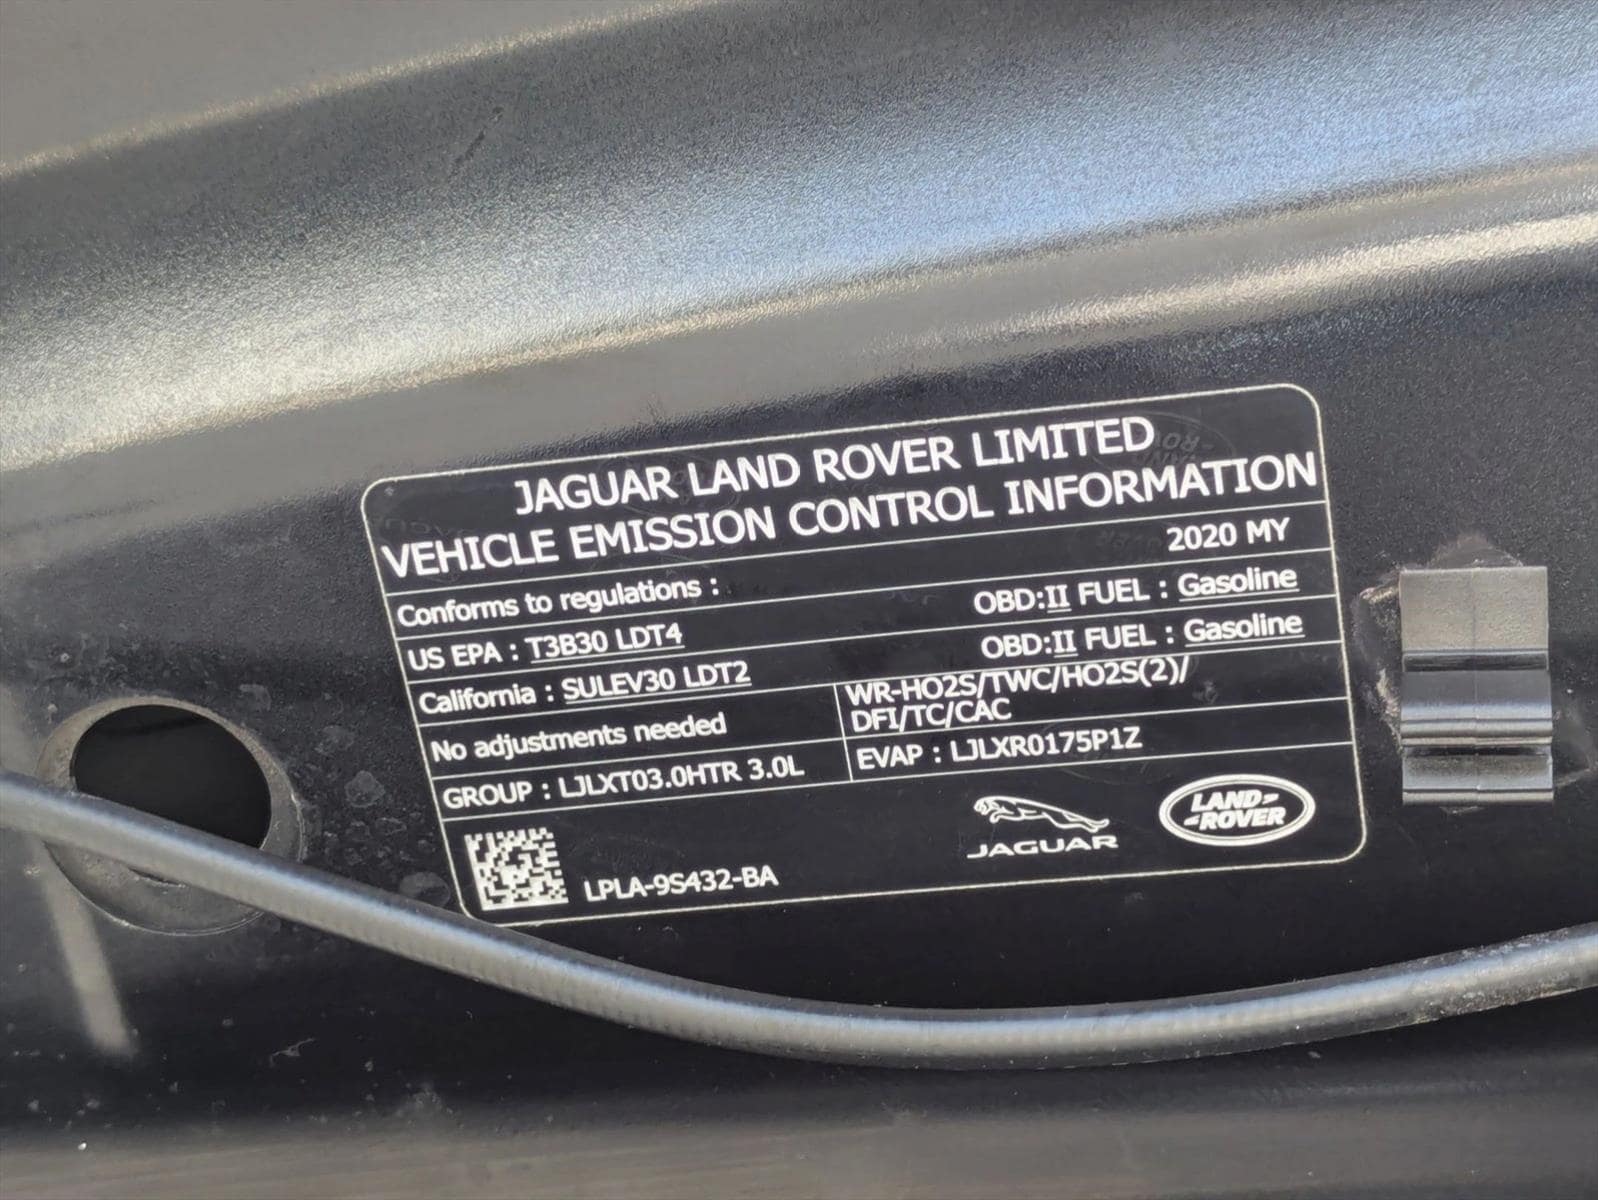 JAGUAR LAND ROVER LIMITED
VEHICLE EMISSION CONTROL INFORMATION
Conforms to regulations : 2020 MY
US EPA : T3B30 LDT4 OBD:II FUEL : Gasoline
California : SULEV30 LDT2 OBD:II FUEL : Gasoline
No adjustments needed
WR-HO2S/TWC/HO2S(2)/
DFI/TC/CAC
GROUP : LJLXT03.0HTR 3.0L EVAP : LJLXR0175P1Z
LPLA-9S432-BA
JAGUAR
LAND-
-ROVER